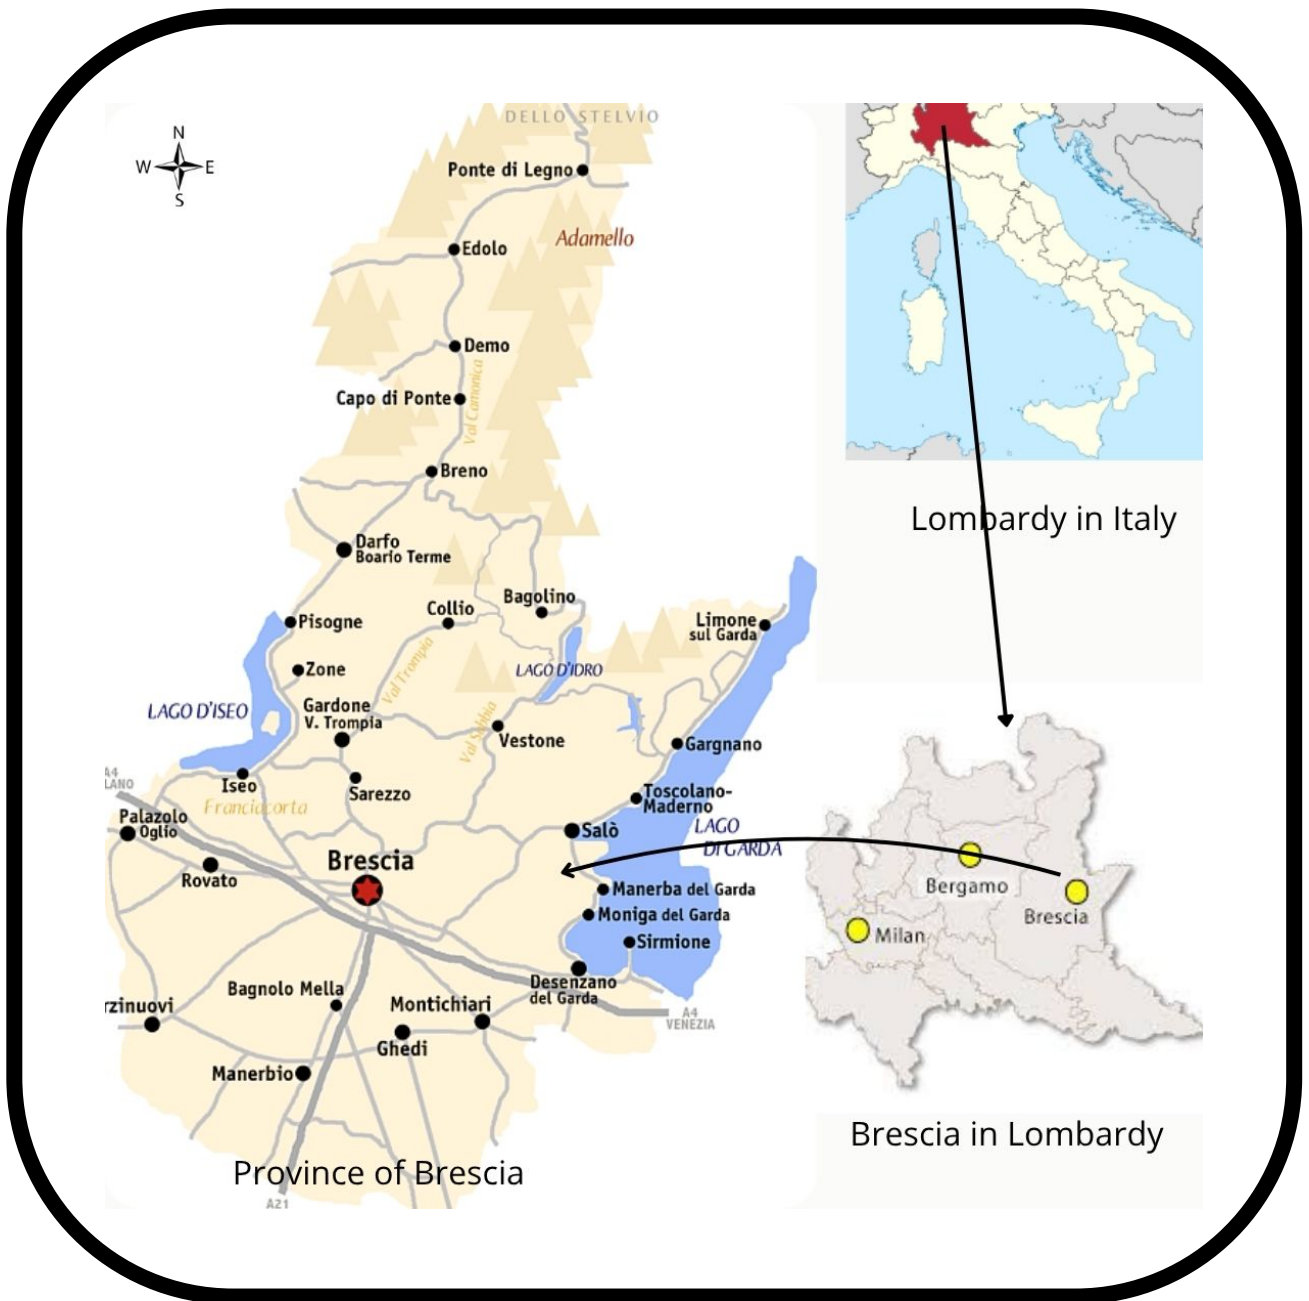 DELLO STELVIO
N
W E
S
Ponte di Legno
Adamello
Edolo
Demo
Val Camonica
Capo di Ponte
Breno
Darfo
Boario Terme
Bagolino
Collio
Limone
sul Garda
Pisogne
Zone
Val Trompia
LAGO D'IDRO
LAGO D'ISEO
Gardone
V. Trompia
Val Sabbia
Vestone
Gargnano
A4
LANO
Iseo
Sarezzo
Toscolano-
Maderno
Franciacorta
Palazolo
Oglio
Salò
LAGO
DI GARDA
Brescia
Rovato
Manerba del Garda
Moniga del Garda
Sirmione
Desenzano
del Garda
Bagnolo Mella
Montichiari
rzinuovi
A4
VENEZIA
Ghedi
Manerbio
Province of Brescia
A21
Lombardy in Italy
Bergamo
Brescia
Milan
Brescia in Lombardy